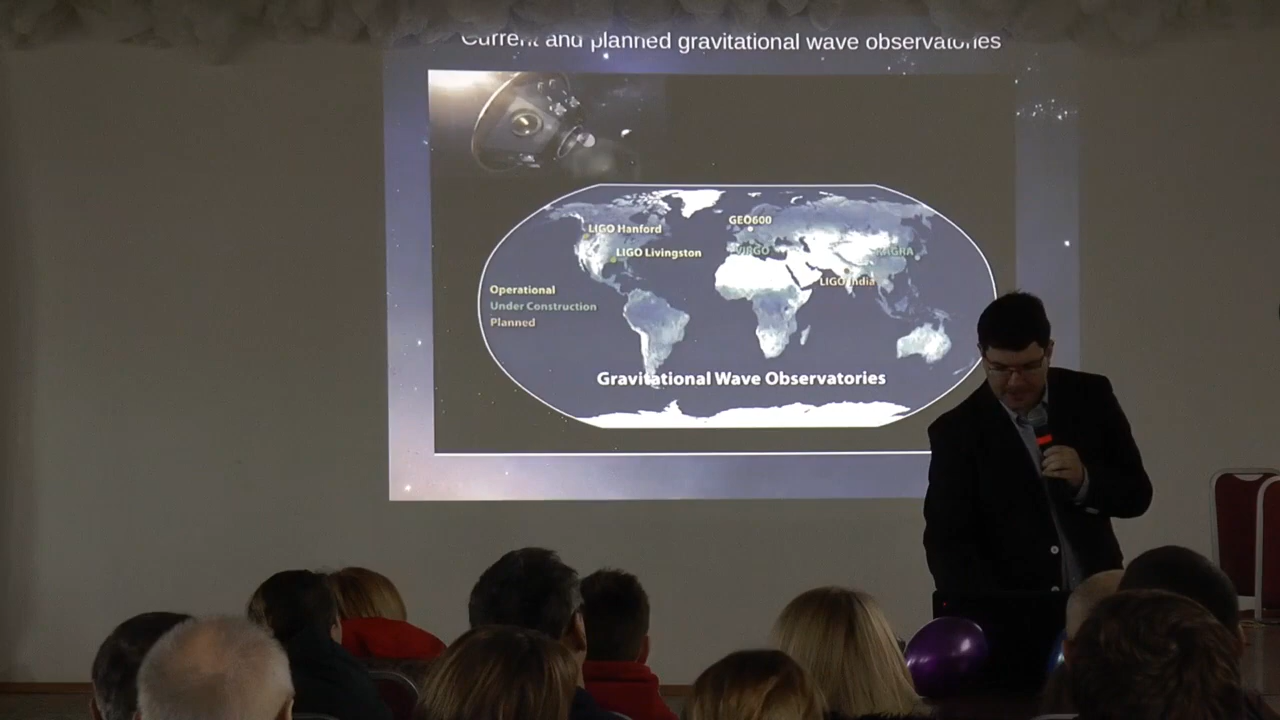 Current and planned gravitational wave observatories
GEO600
LIGO Hanford
VIRGO
KAGRA
LIGO Livingston
LIGO India
Operational
Under Construction
Planned
Gravitational Wave Observatories